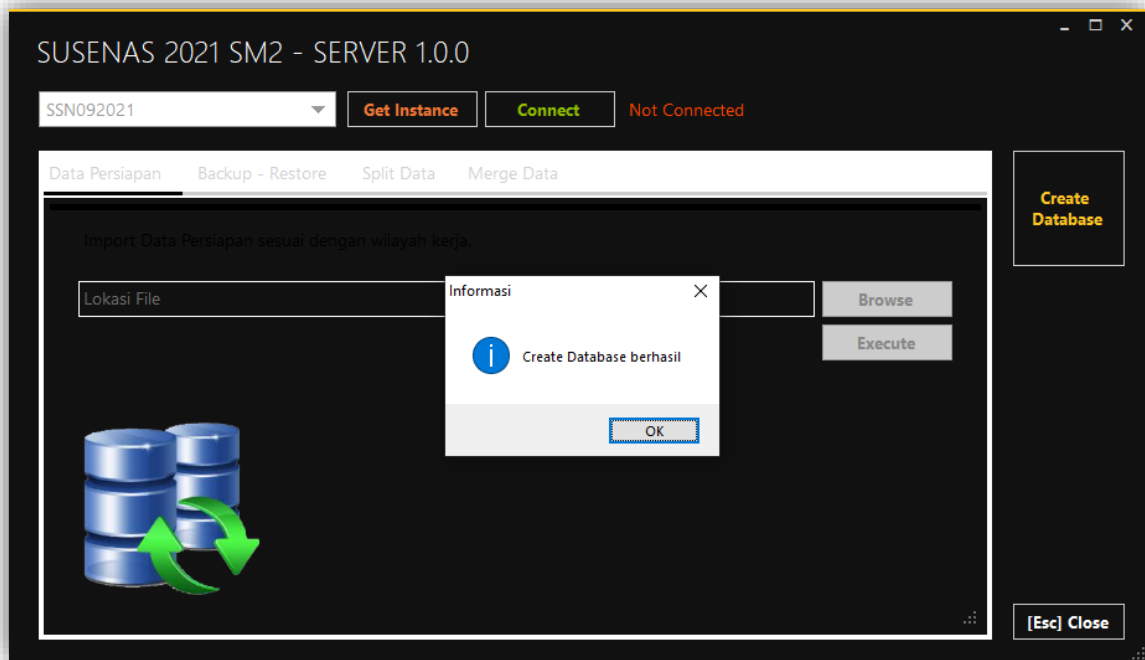 SUSENAS 2021 SM2 - SERVER 1.0.0
SSN092021
Get Instance
Connect
Not Connected
Data Persiapan
Backup - Restore
Split Data
Merge Data
Create
Database
Import Data Persiapan sesuai dengan wilayah kerja.
Lokasi File
Browse
Execute
Informasi
Create Database berhasil
OK
[Esc] Close